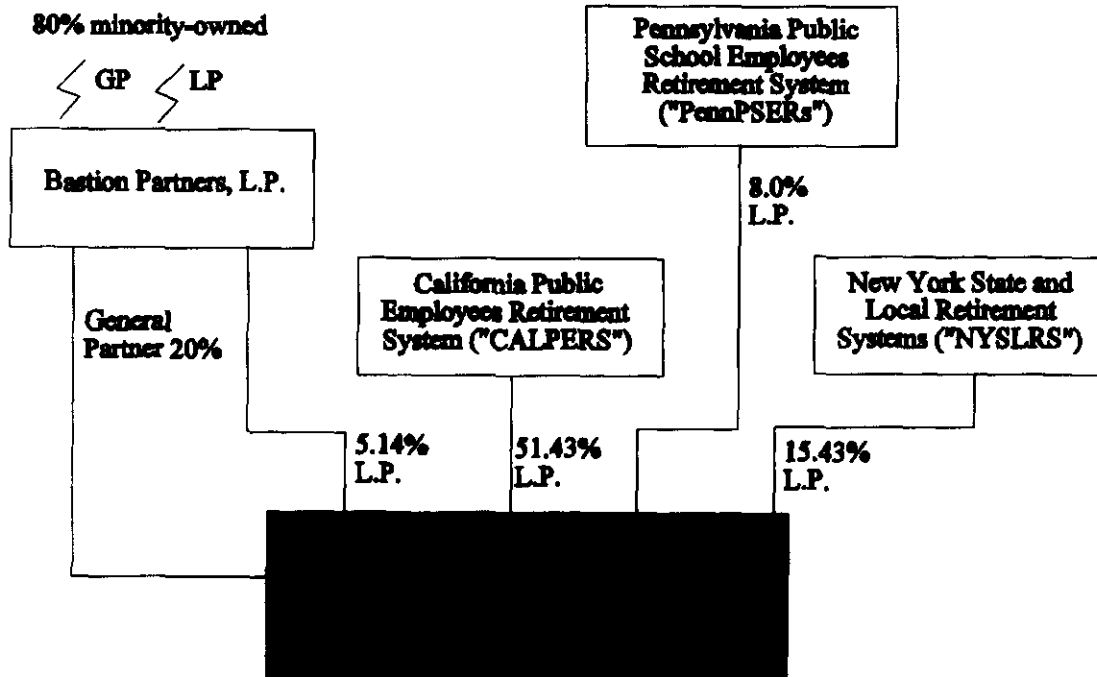 80% minority-owned
GP LP
Bastion Partners, L.P.
General
Partner 20%
Pennsylvania Public
School Employees
Retirement System
("PennPSERs")
8.0%
L.P.
California Public
Employees Retirement
System ("CALPERS")
New York State and
Local Retirement
Systems ("NYSLRS")
5.14%
L.P.
51.43%
L.P.
15.43%
L.P.